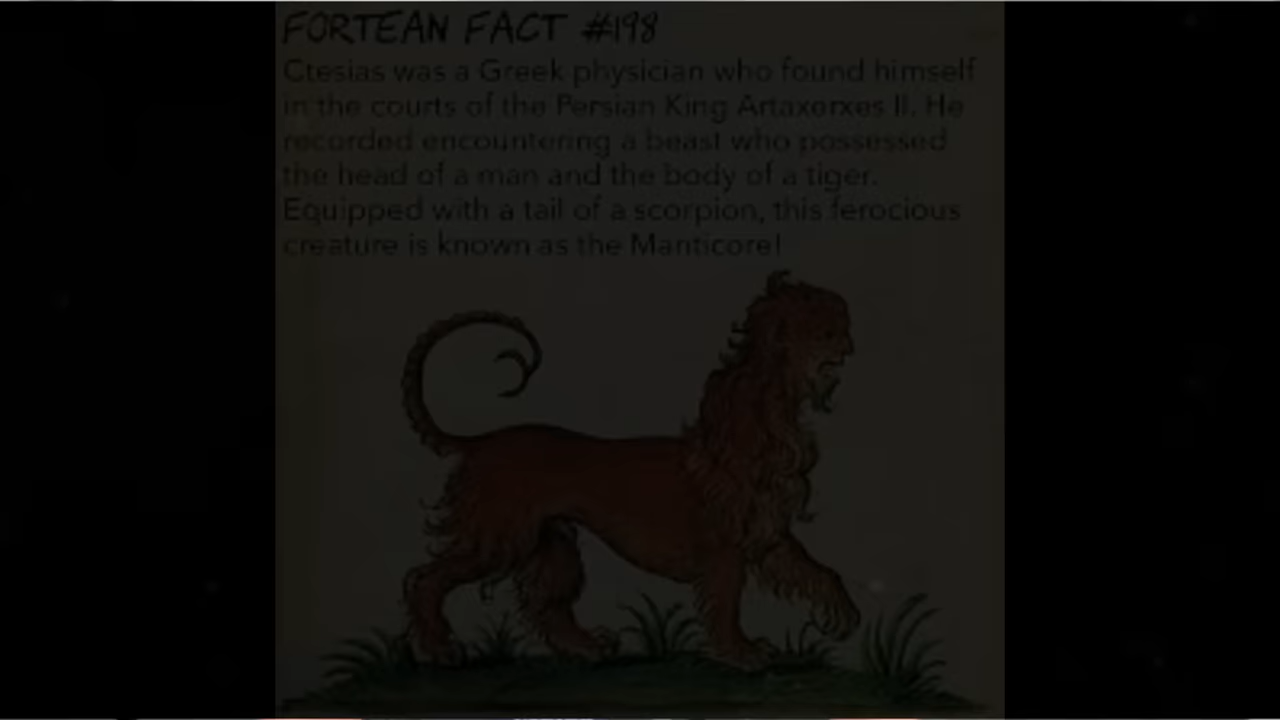 FORTEAN FACT #198
Ctesias was a Greek physician who found himself
in the courts of the Persian King Artaxerxes II. He
recorded encountering a beast who possessed
the head of a man and the body of a tiger.
Equipped with a tail of a scorpion, this ferocious
creature is known as the Manticore!